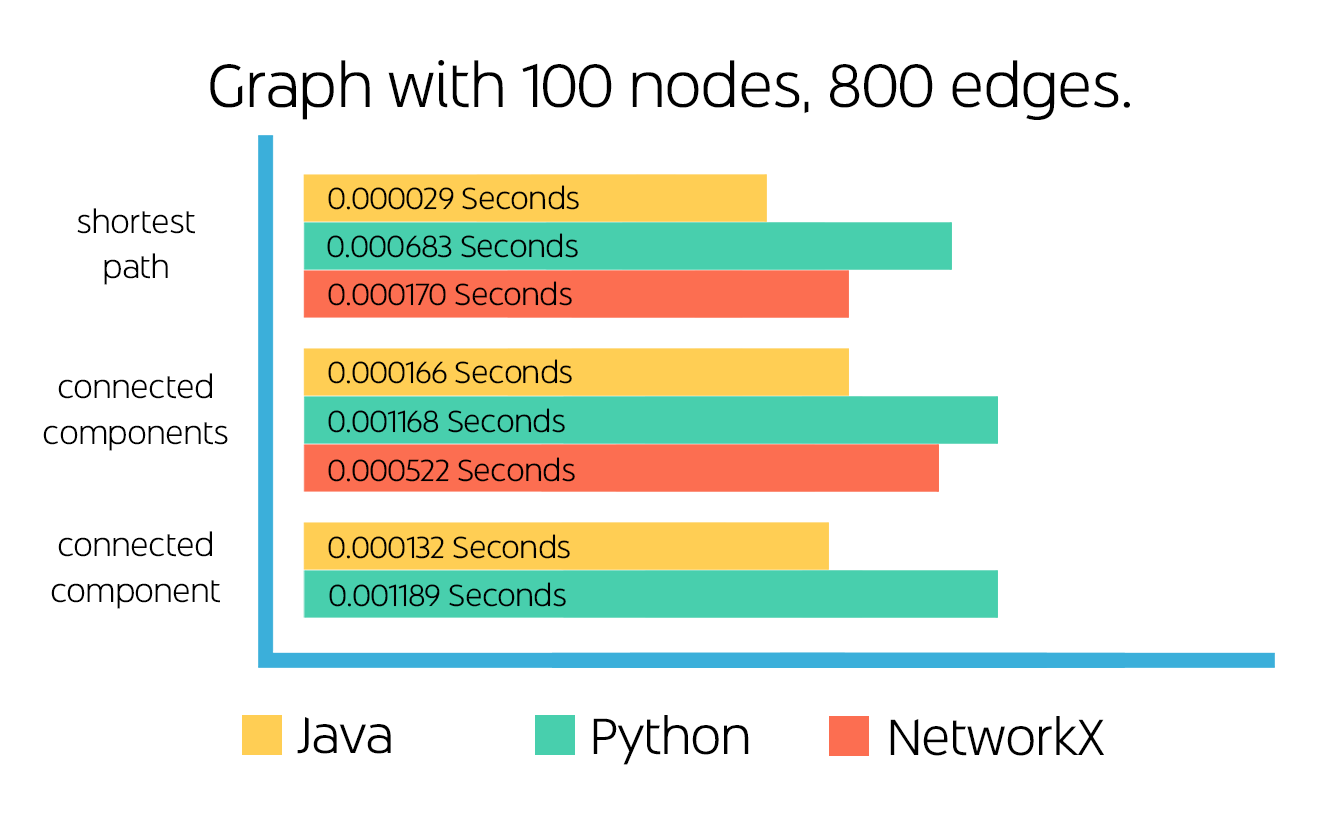 Graph with 100 nodes, 800 edges.
shortest
path
0.000029 Seconds
0.000683 Seconds
0.000170 Seconds
connected
components
0.000166 Seconds
0.001168 Seconds
0.000522 Seconds
connected
component
0.000132 Seconds
0.001189 Seconds
Java
Python
NetworkX